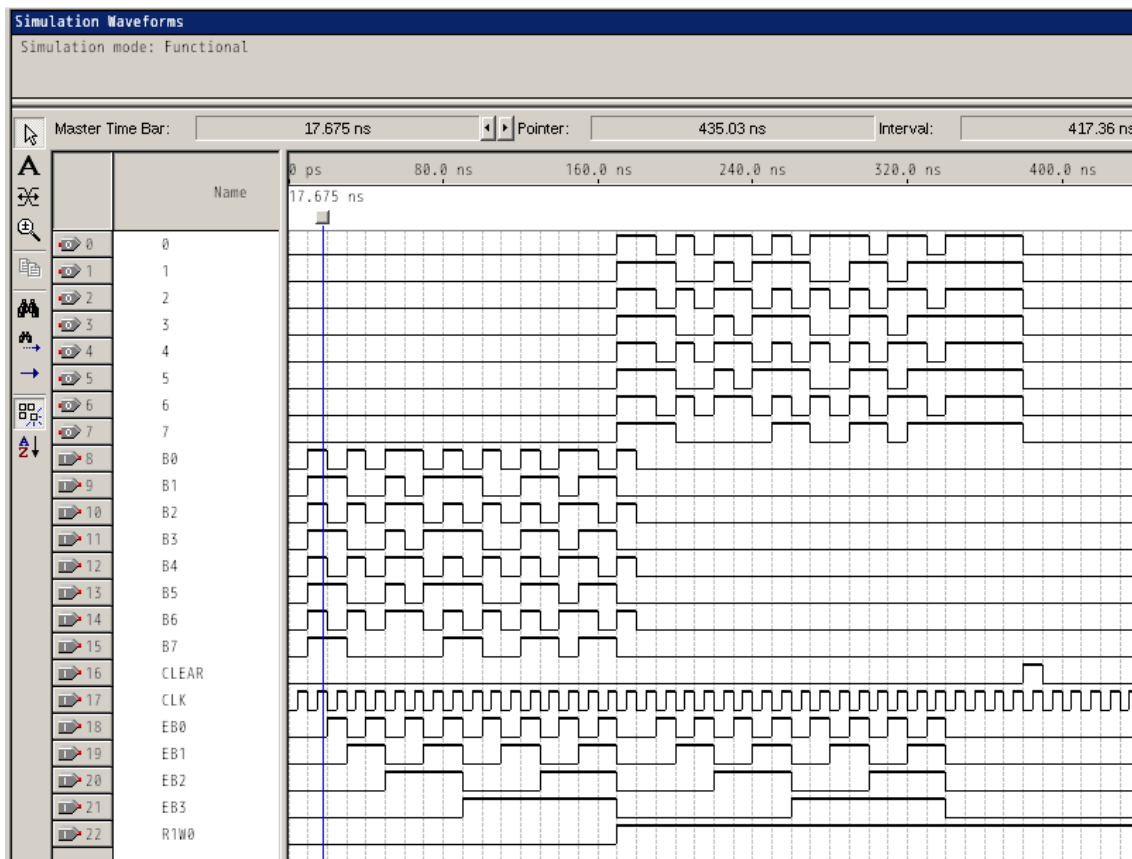 Simulation Waveforms
Simulation mode: Functional
Master Time Bar: 17.675 ns Pointer: 435.03 ns Interval: 417.36 ns
Name 0 ps 80.0 ns 160.0 ns 240.0 ns 320.0 ns 400.0 ns
17.675 ns
0 0
1 1
2 2
3 3
4 4
5 5
6 6
7 7
8 B0
9 B1
10 B2
11 B3
12 B4
13 B5
14 B6
15 B7
16 CLEAR
17 CLK
18 EB0
19 EB1
20 EB2
21 EB3
22 R1W0